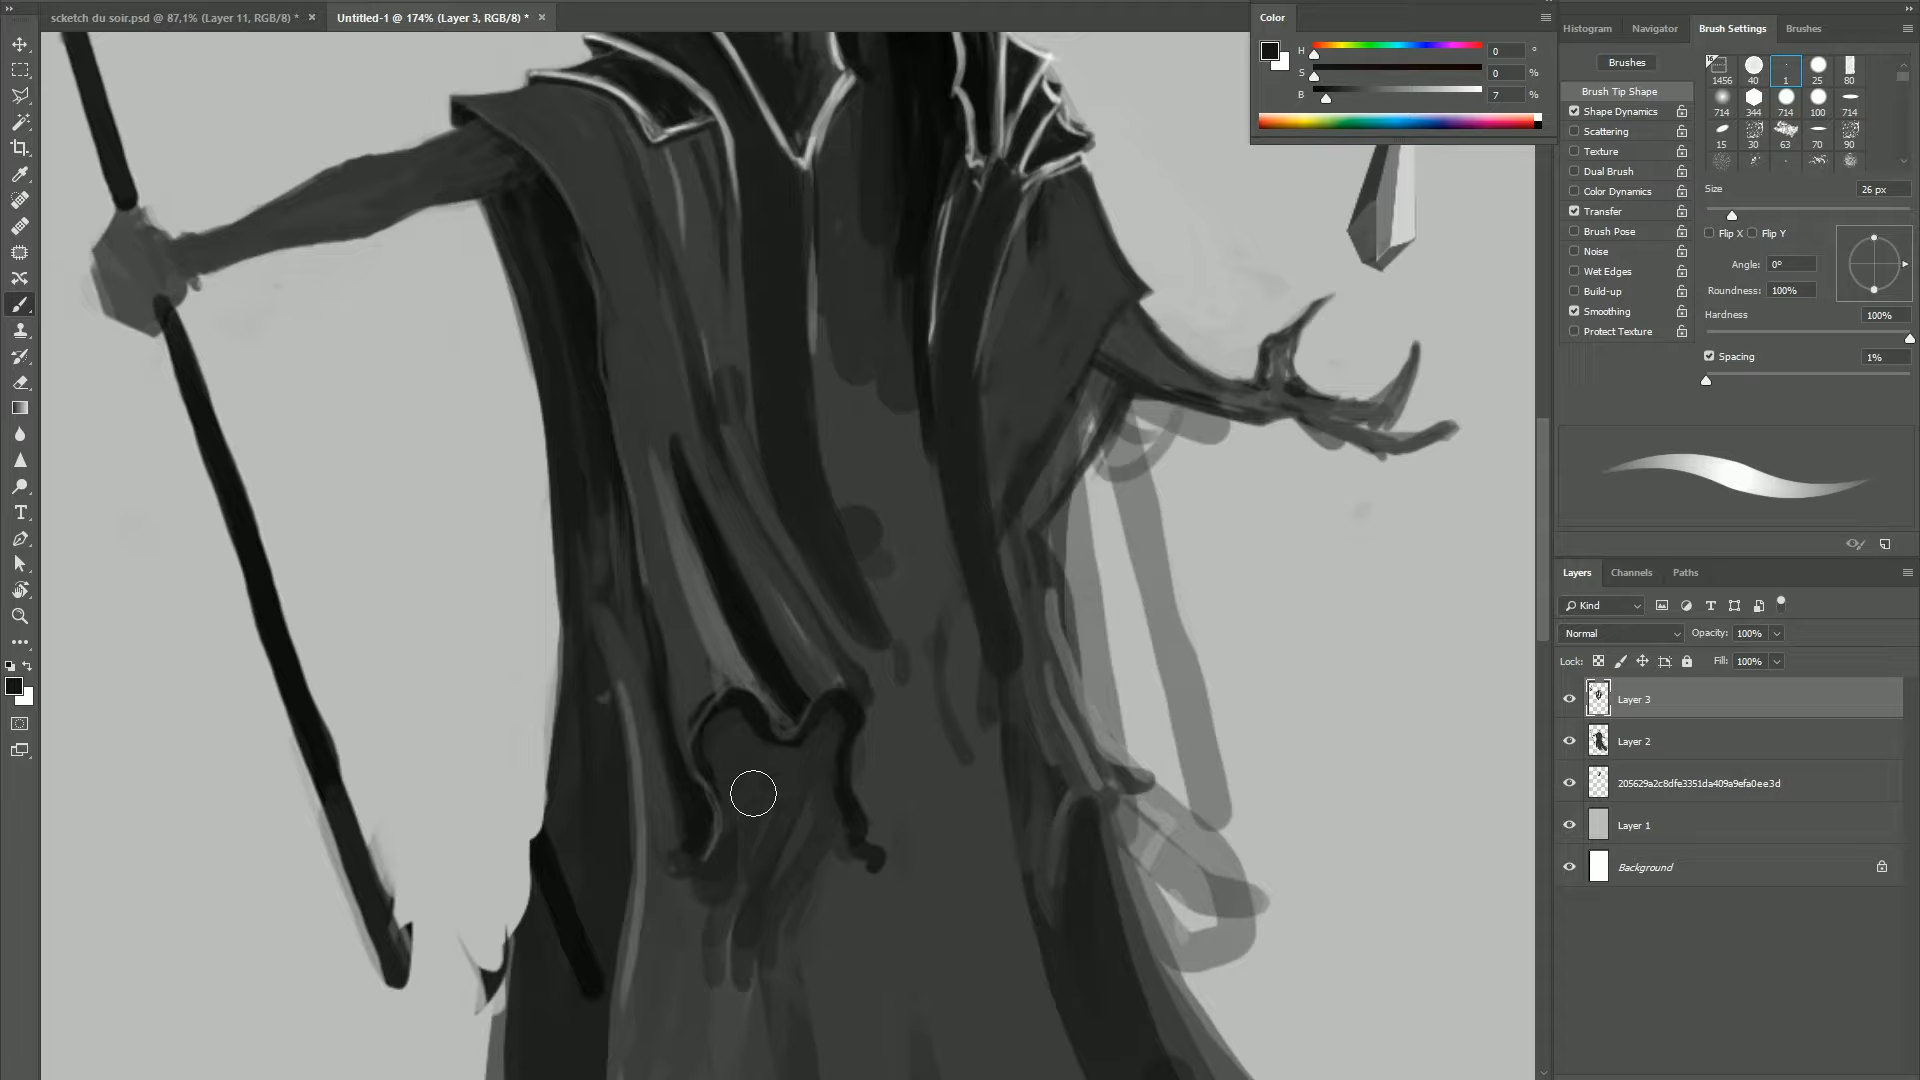 scketch du soir.psd @ 87,1% (Layer 11, RGB/8) *
Untitled-1 @ 174% (Layer 3, RGB/8) *
Color
H 0 °
S 0 %
B 7 %
Histogram Navigator Brush Settings Brushes
Brushes
Brush Tip Shape
Shape Dynamics
Scattering
Texture
Dual Brush
Color Dynamics
Transfer
Brush Pose
Noise
Wet Edges
Build-up
Smoothing
Protect Texture
1456 40 1 25 80
714 344 714 100 714
15 30 63 70 90
Size 26 px
Flip X Flip Y
Angle: 0º
Roundness: 100%
Hardness 100%
Spacing 1%
Layers Channels Paths
Kind
Normal Opacity: 100%
Lock: Fill: 100%
Layer 3
Layer 2
205629a2c8dfe3351da409a9efa0ee3d
Layer 1
Background